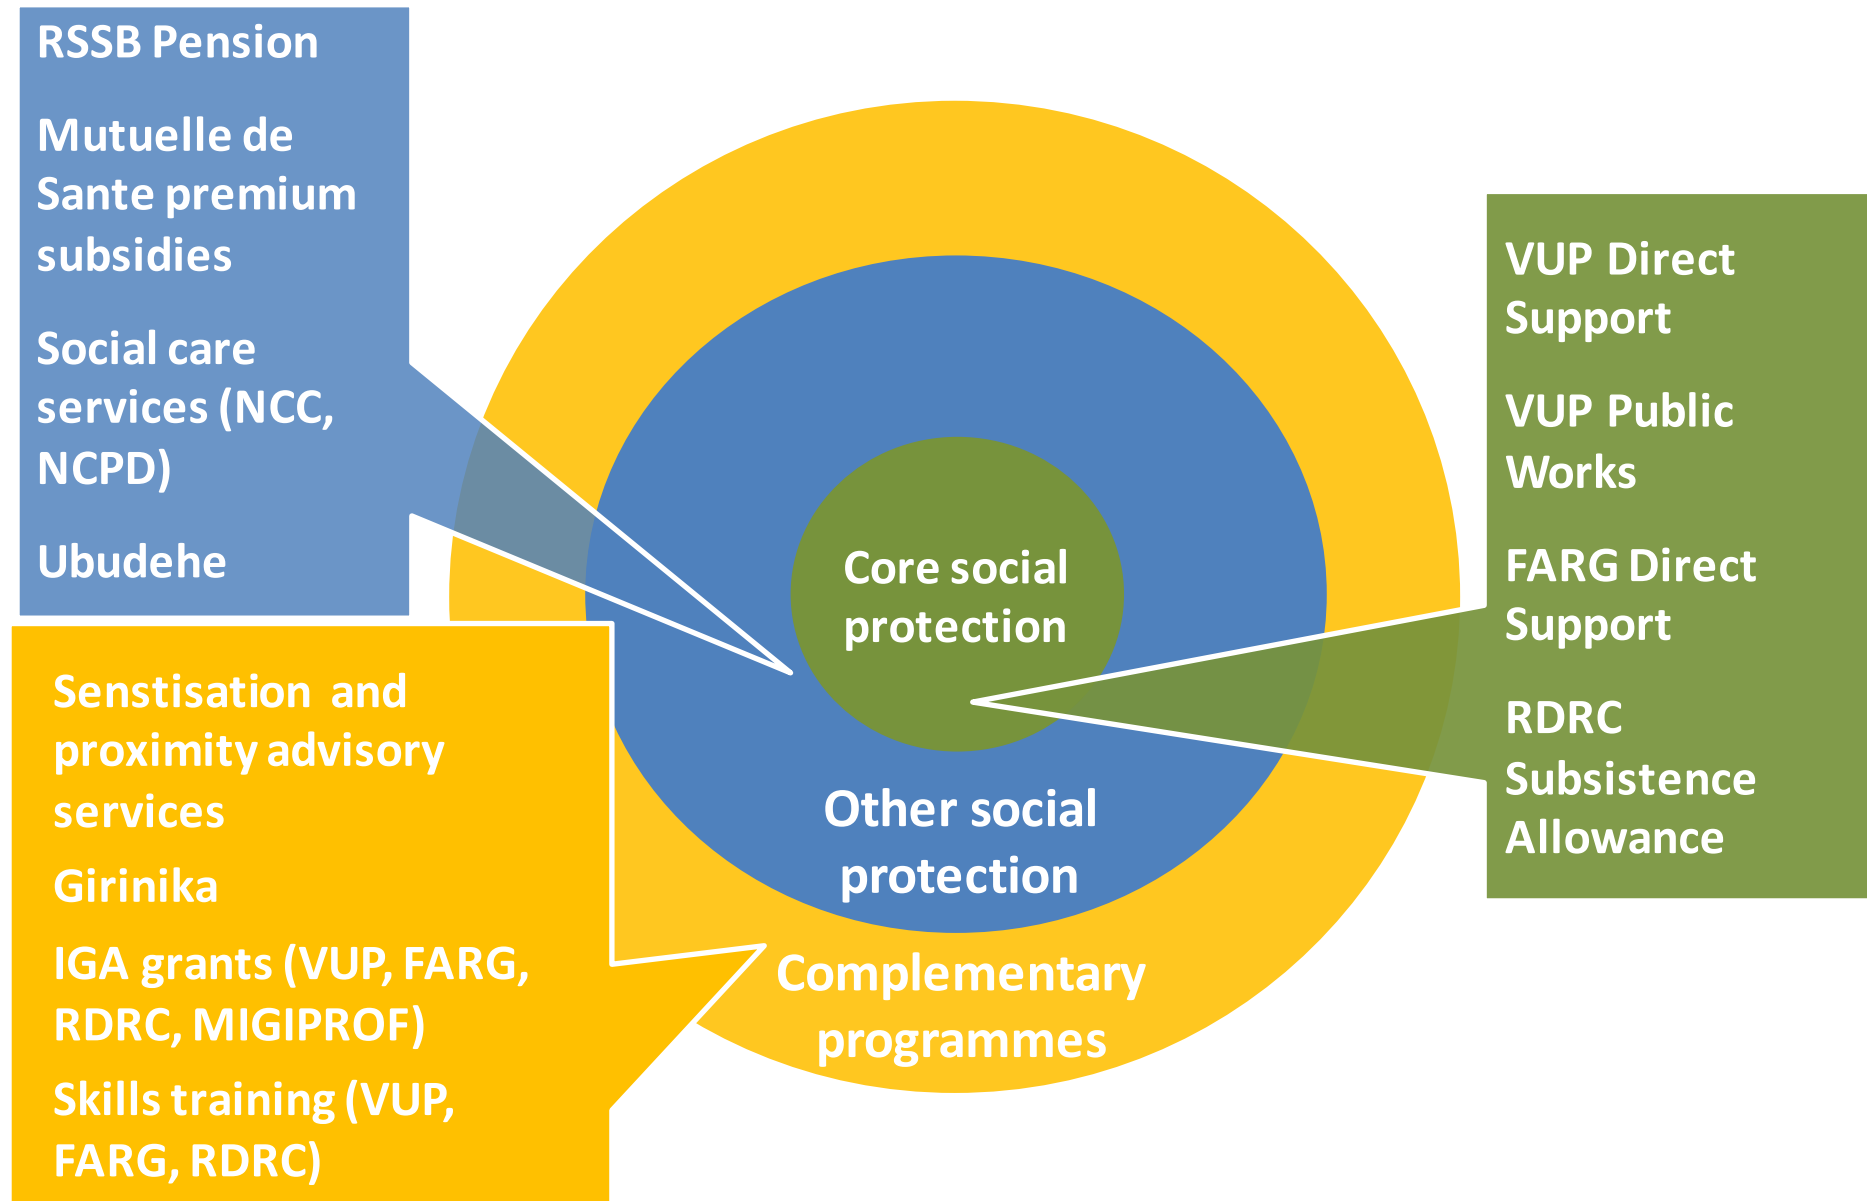 RSSB Pension
Mutuelle de
Sante premium
subsidies
Social care
services (NCC,
NCPD)
Ubudehe
Senstisation and
proximity advisory
services
Girinika
IGA grants (VUP, FARG,
RDRC, MIGIPROF)
Skills training (VUP,
FARG, RDRC)
Core social
protection
Other social
protection
Complementary
programmes
VUP Direct
Support
VUP Public
Works
FARG Direct
Support
RDRC
Subsistence
Allowance